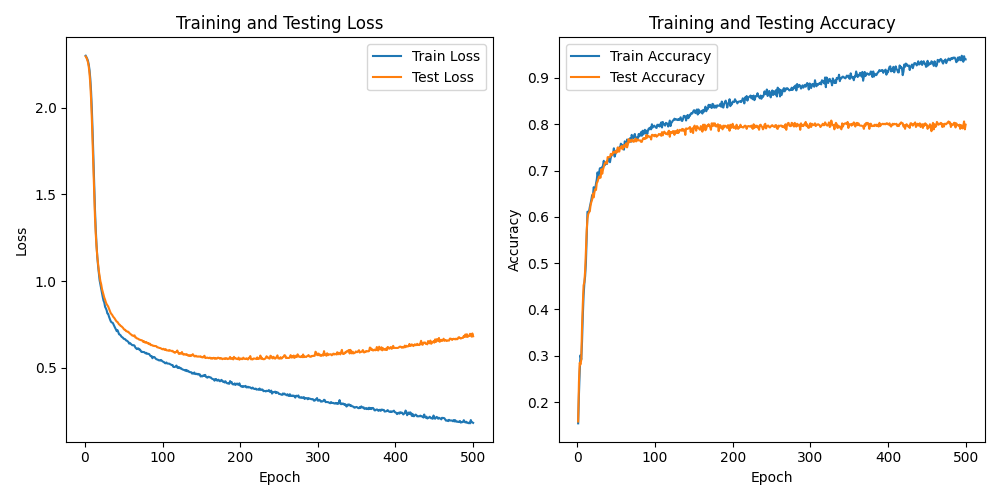 Training and Testing Loss
Train Loss
Test Loss
2.0
1.5
1.0
0.5
Loss
0 100 200 300 400 500
Epoch
Training and Testing Accuracy
Train Accuracy
Test Accuracy
0.9
0.8
0.7
0.6
0.5
0.4
0.3
0.2
Accuracy
0 100 200 300 400 500
Epoch